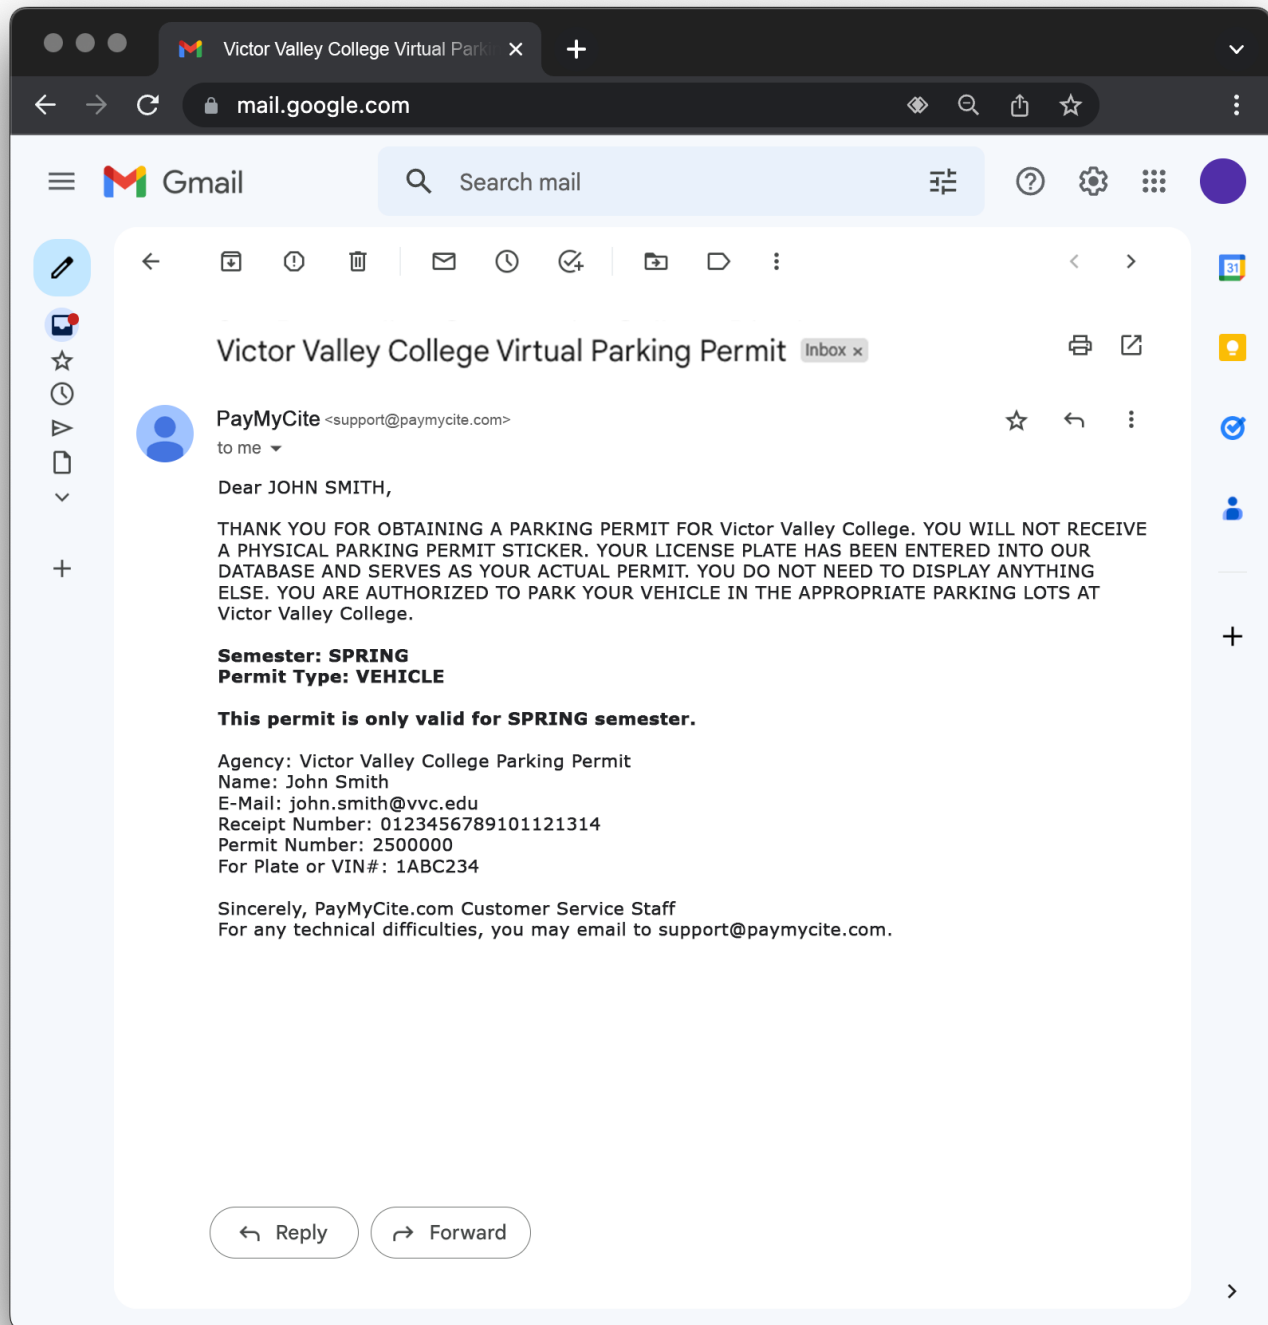 Victor Valley College Virtual Park
mail.google.com
Gmail
Search mail
31
Victor Valley College Virtual Parking Permit Inbox x
PayMyCite <support@paymycite.com>
to me
Dear JOHN SMITH,
THANK YOU FOR OBTAINING A PARKING PERMIT FOR Victor Valley College. YOU WILL NOT RECEIVE
A PHYSICAL PARKING PERMIT STICKER. YOUR LICENSE PLATE HAS BEEN ENTERED INTO OUR
DATABASE AND SERVES AS YOUR ACTUAL PERMIT. YOU DO NOT NEED TO DISPLAY ANYTHING
ELSE. YOU ARE AUTHORIZED TO PARK YOUR VEHICLE IN THE APPROPRIATE PARKING LOTS AT
Victor Valley College.
Semester: SPRING
Permit Type: VEHICLE
This permit is only valid for SPRING semester.
Agency: Victor Valley College Parking Permit
Name: John Smith
E-Mail: john.smith@vvc.edu
Receipt Number: 0123456789101121314
Permit Number: 2500000
For Plate or VIN#: 1ABC234
Sincerely, PayMyCite.com Customer Service Staff
For any technical difficulties, you may email to support@paymycite.com.
Reply
Forward